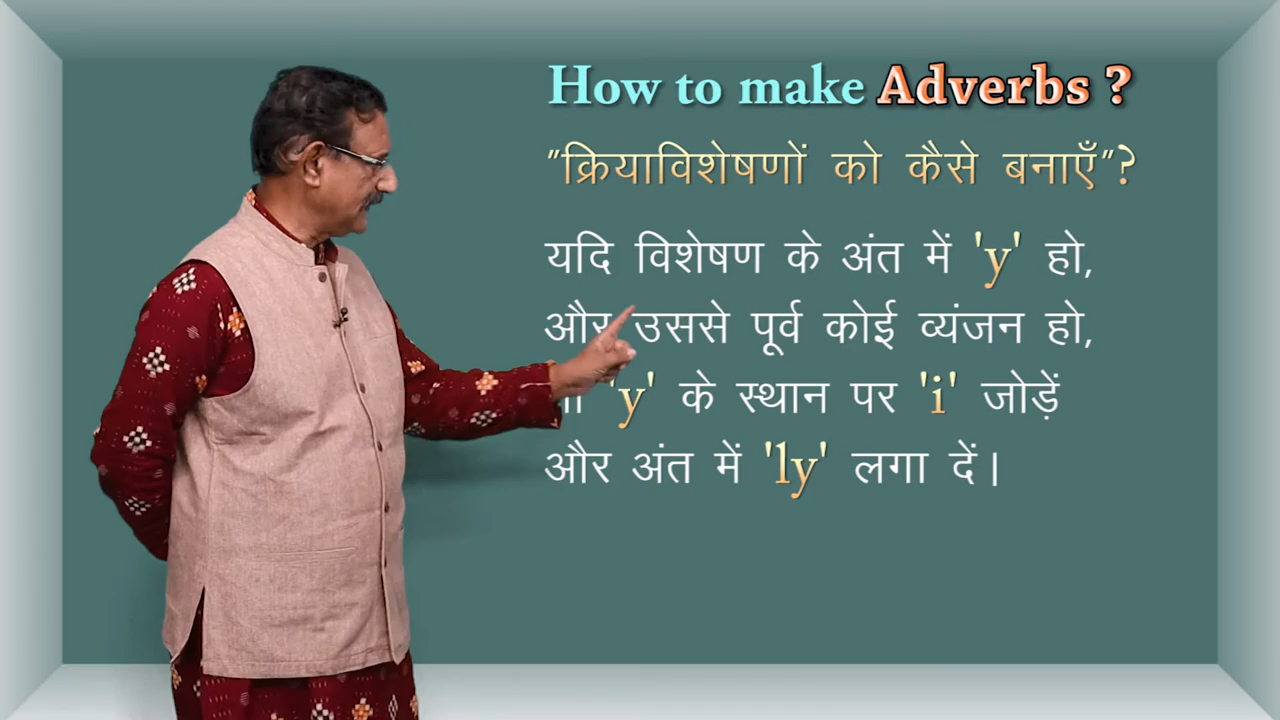 How to make Adverbs ?
"क्रियाविशेषणों को कैसे बनाएँ"?
यदि विशेषण के अंत में 'y' हो,
और उससे पूर्व कोई व्यंजन हो,
'y' के स्थान पर 'i' जोड़ें
और अंत में 'ly' लगा दें।